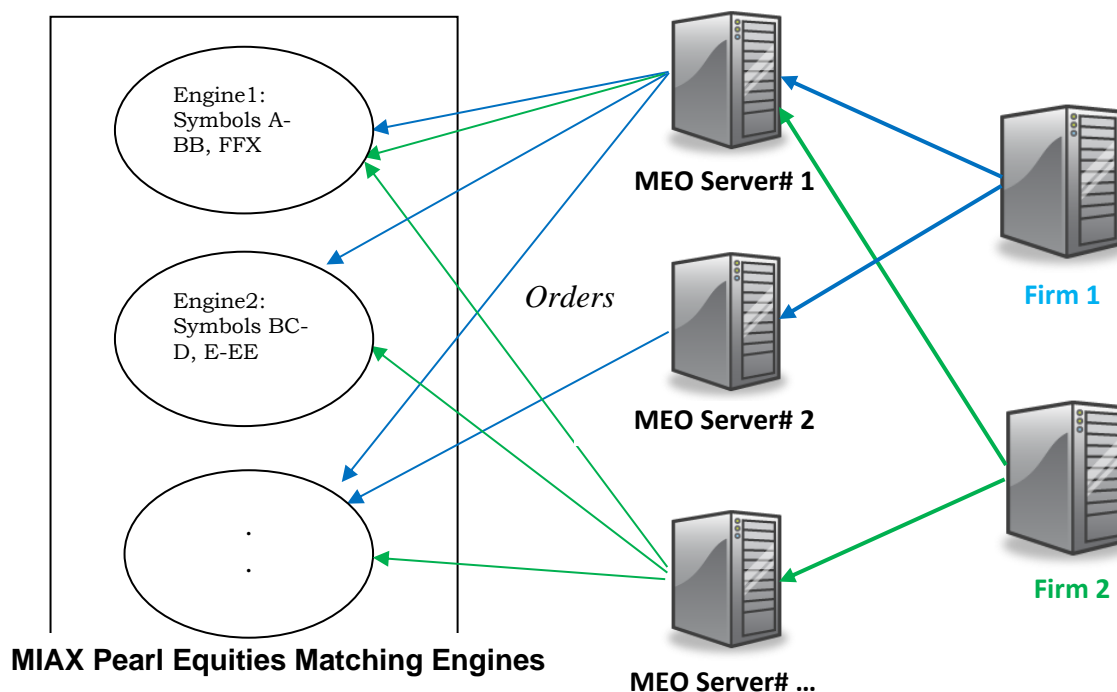 Engine1:
Symbols A-
BB, FFX
MEO Server# 1
Firm 1
Engine2:
Symbols BC-
D, E-EE
Orders
MEO Server# 2
.
.
Firm 2
MIAX Pearl Equities Matching Engines
MEO Server# ...